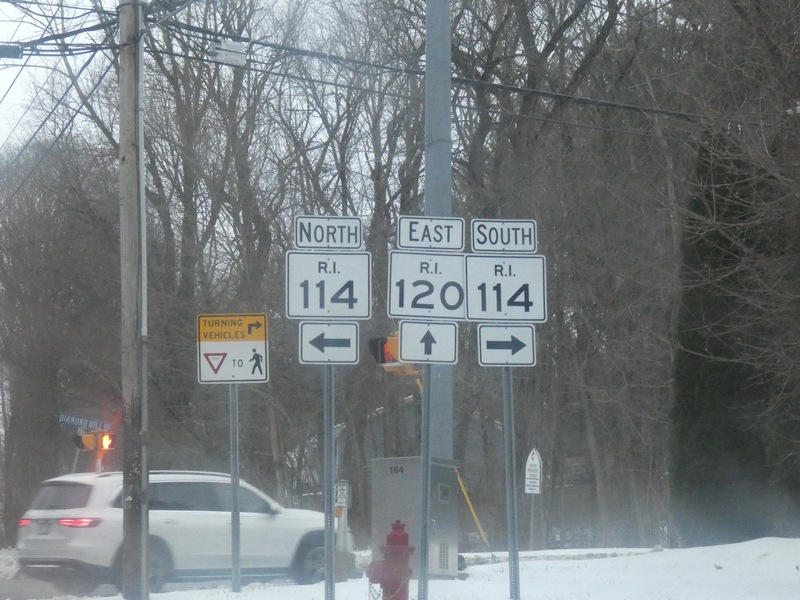 NORTH
R.I.
114
EAST
R.I.
120
SOUTH
R.I.
114
TURNING
VEHICLES
TO
DIAMOND HILL RD
164